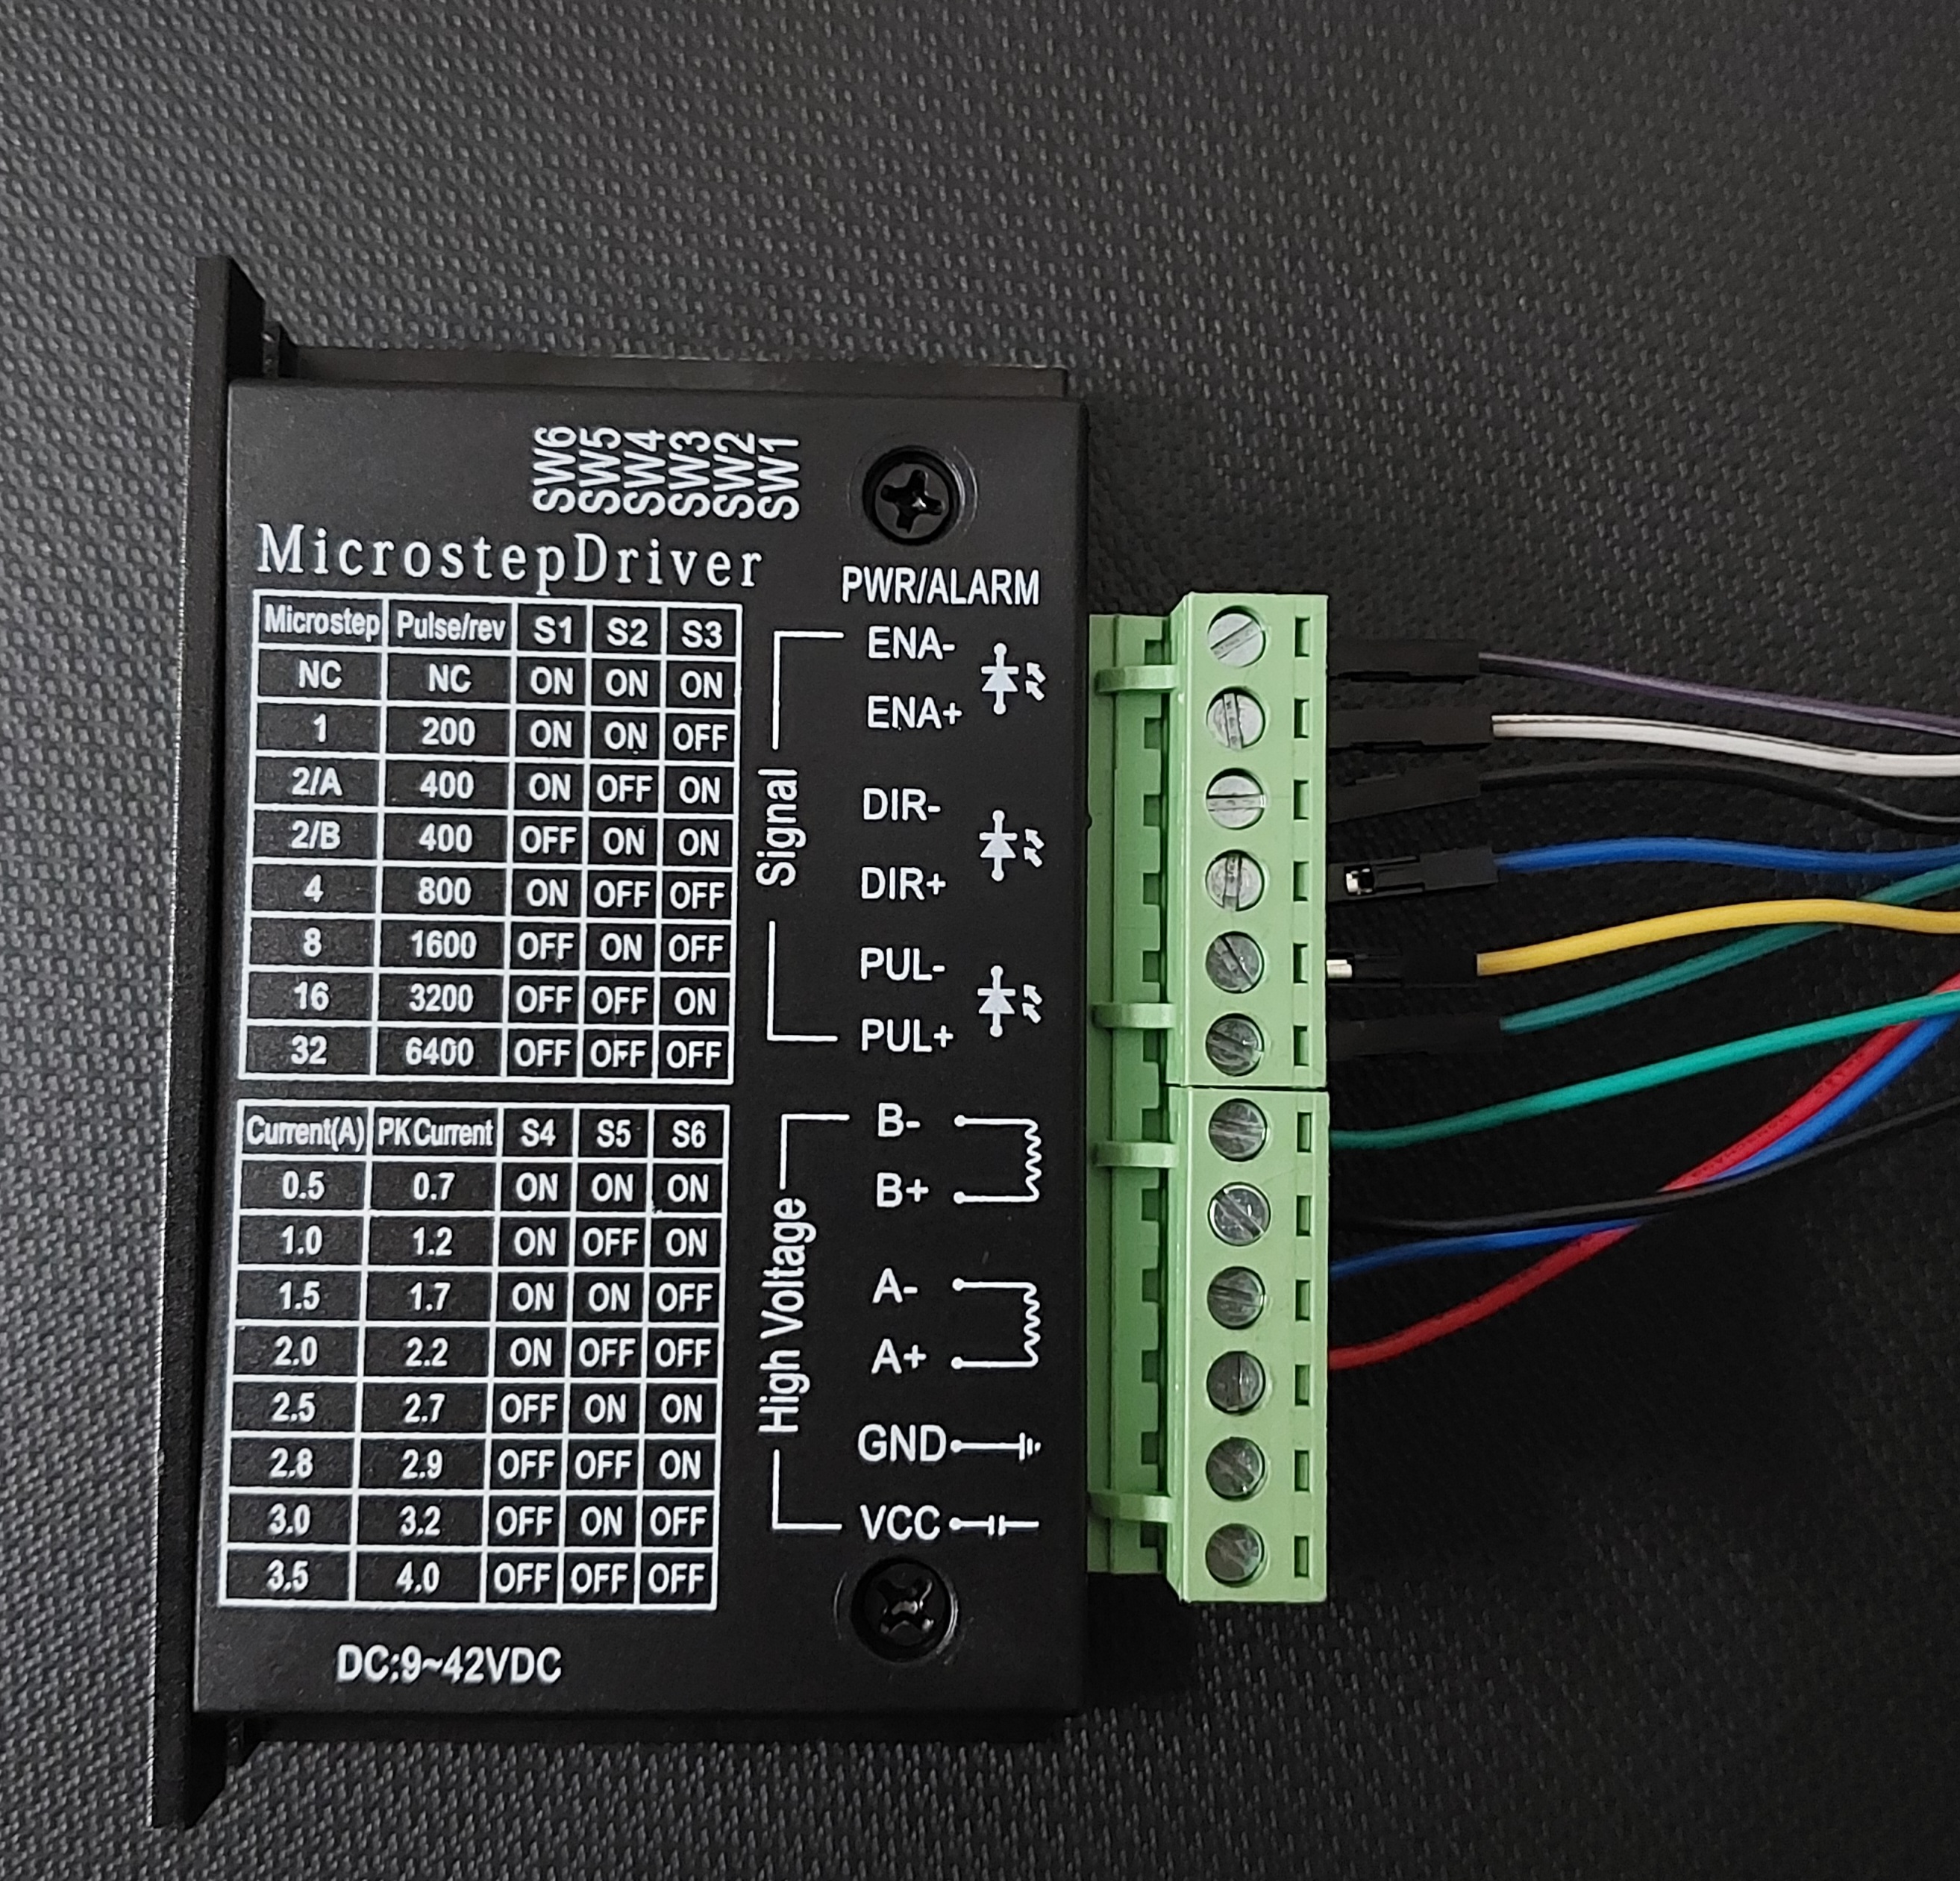 SW6
SW5
SW4
SW3
SW2
SW1
MicrostepDriver
Microstep Pulse/rev S1 S2 S3
NC NC ON ON ON
1 200 ON ON OFF
2/A 400 ON OFF ON
2/B 400 OFF ON ON
4 800 ON OFF OFF
8 1600 OFF ON OFF
16 3200 OFF OFF ON
32 6400 OFF OFF OFF
Current(A) PK Current S4 S5 S6
0.5 0.7 ON ON ON
1.0 1.2 ON OFF ON
1.5 1.7 ON ON OFF
2.0 2.2 ON OFF OFF
2.5 2.7 OFF ON ON
2.8 2.9 OFF OFF ON
3.0 3.2 OFF ON OFF
3.5 4.0 OFF OFF OFF
DC:9~42VDC
PWR/ALARM
Signal
ENA-
ENA+
DIR-
DIR+
PUL-
PUL+
High Voltage
B-
B+
A-
A+
GND
VCC